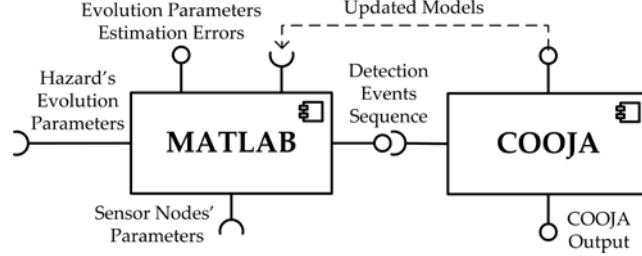 Evolution Parameters
Estimation Errors
Updated Models
Hazard's
Evolution
Parameters
MATLAB
Detection
Events
Sequence
COOJA
Sensor Nodes'
Parameters
COOJA
Output